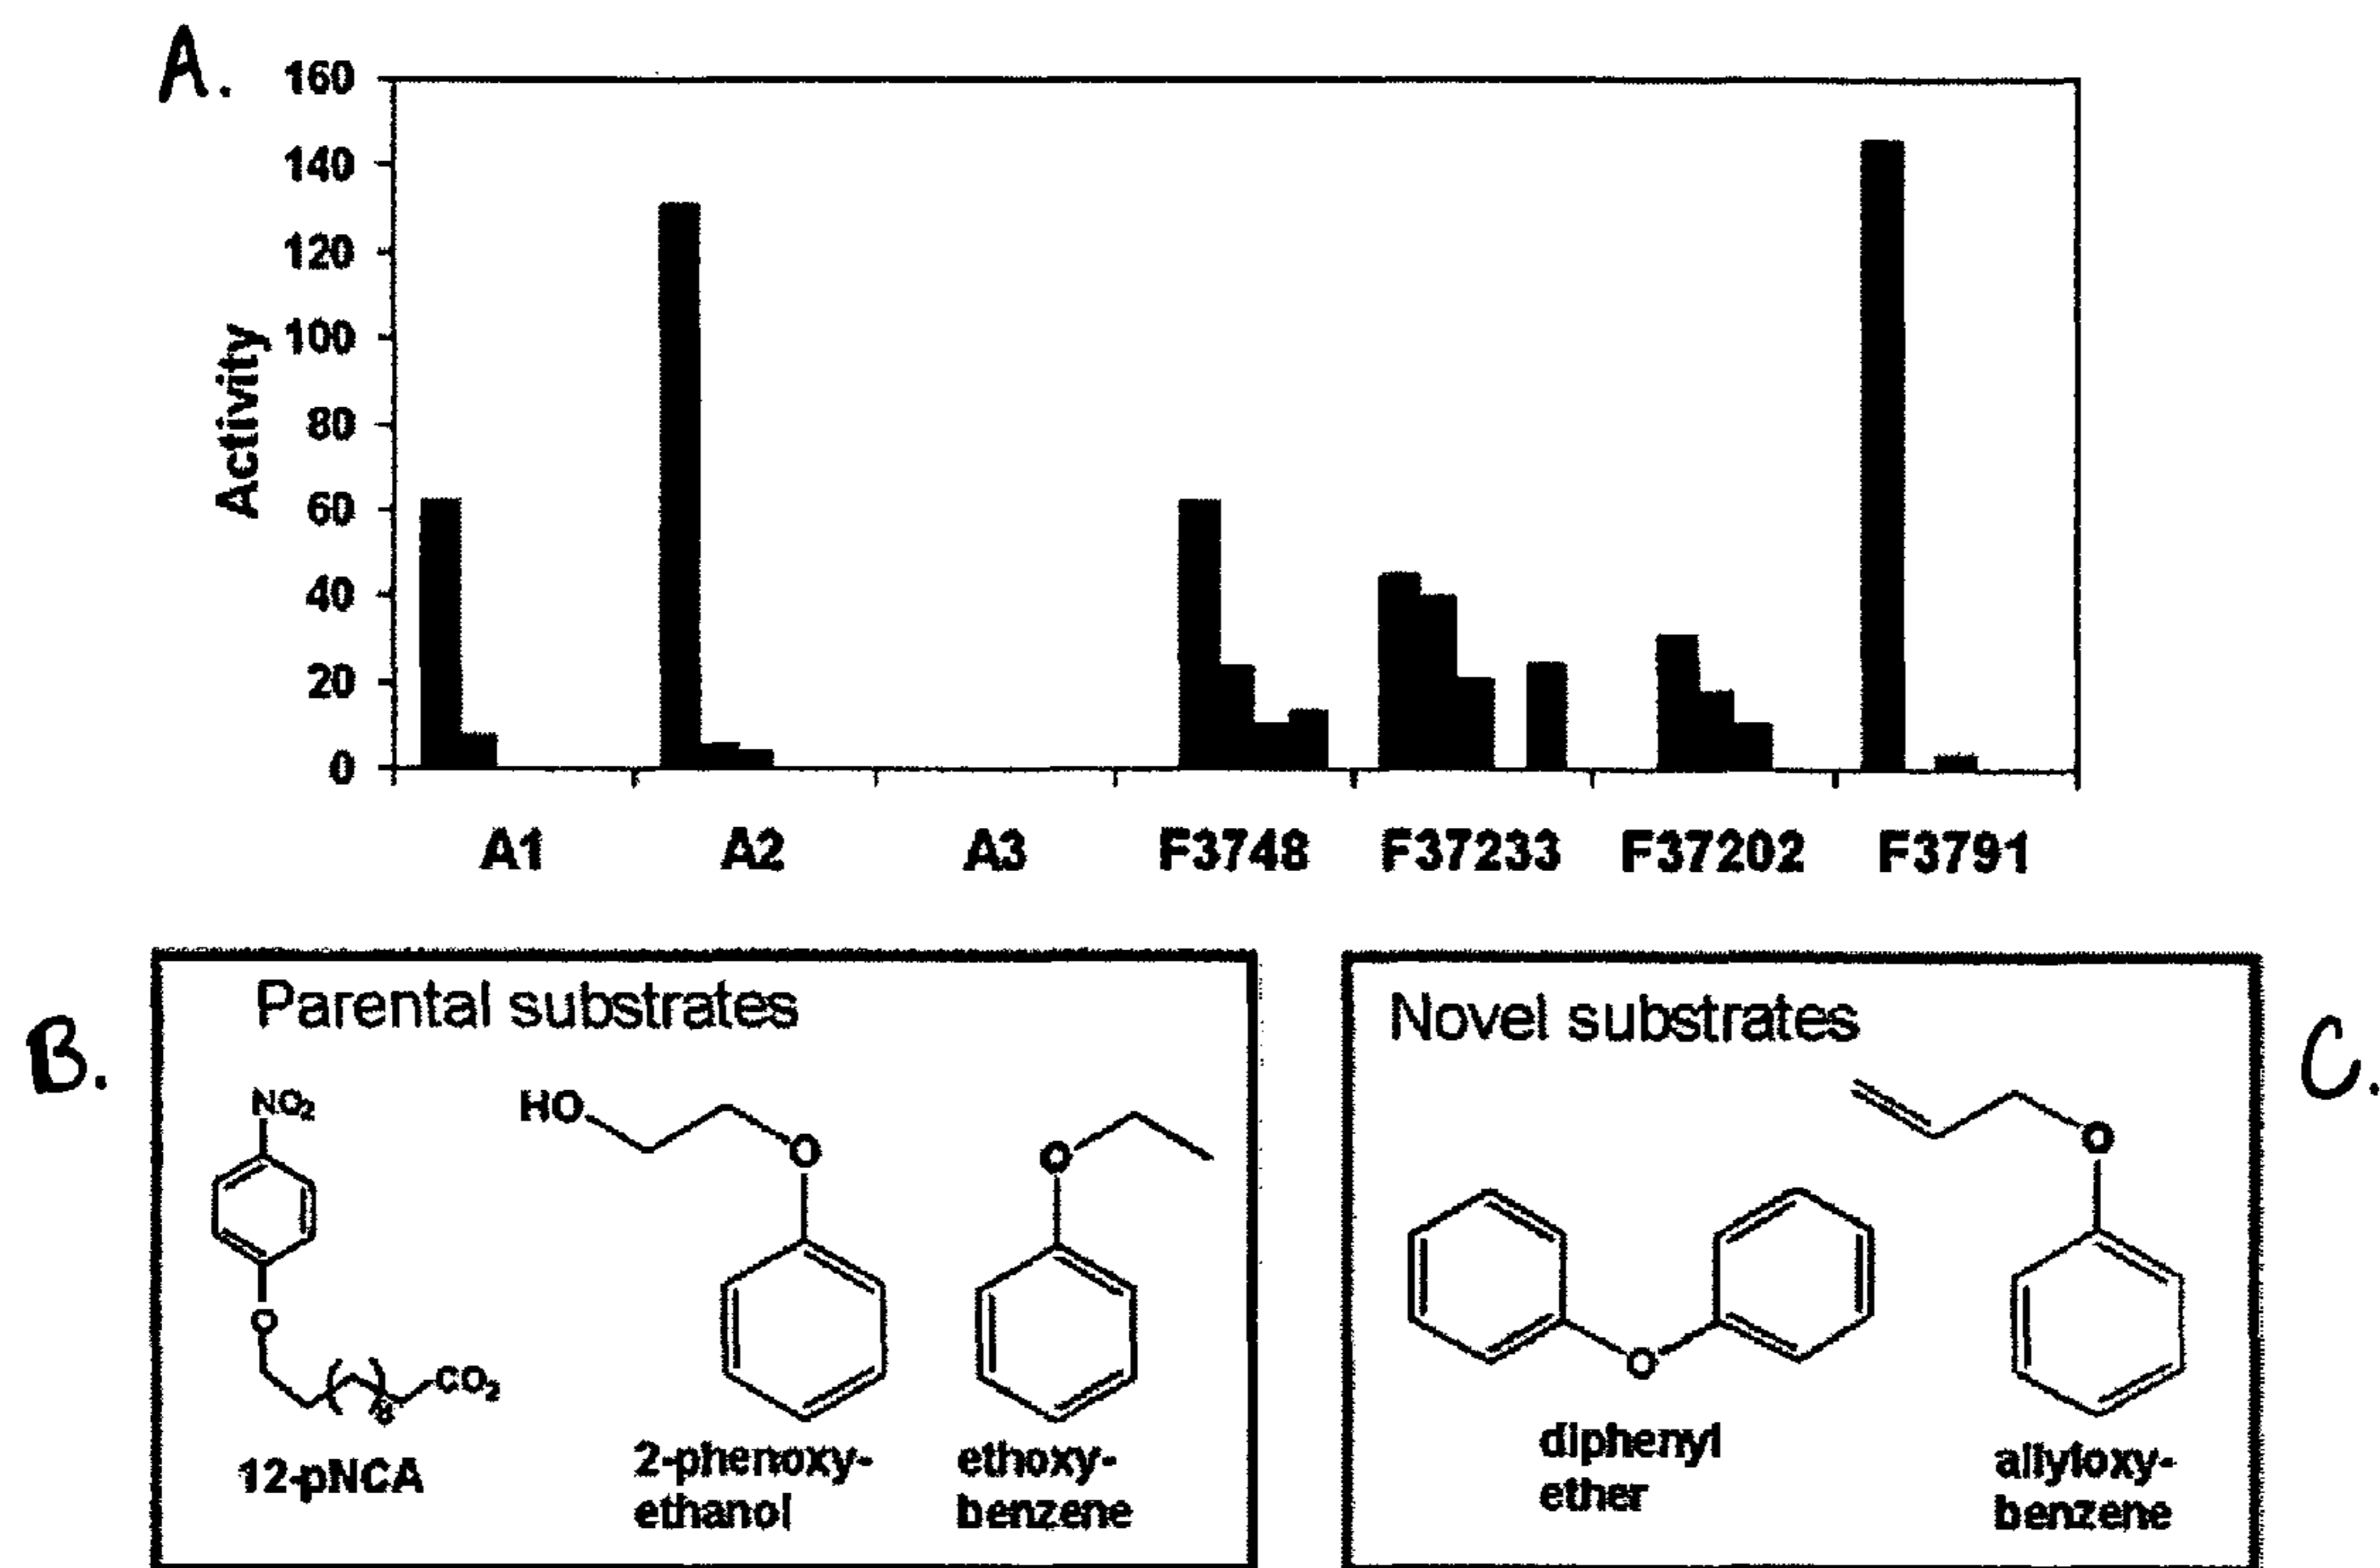 A.
160
140
120
100
80
60
40
20
0
Activity
A1 A2 A3 F3748 F37233 F37202 F3791
B.
Parental substrates
NO2
HO
O
O
O
CO2
8
12-pNCA
2-phenoxy-
ethanol
ethoxy-
benzene
C.
Novel substrates
O
O
diphenyl
ether
allyloxy-
benzene